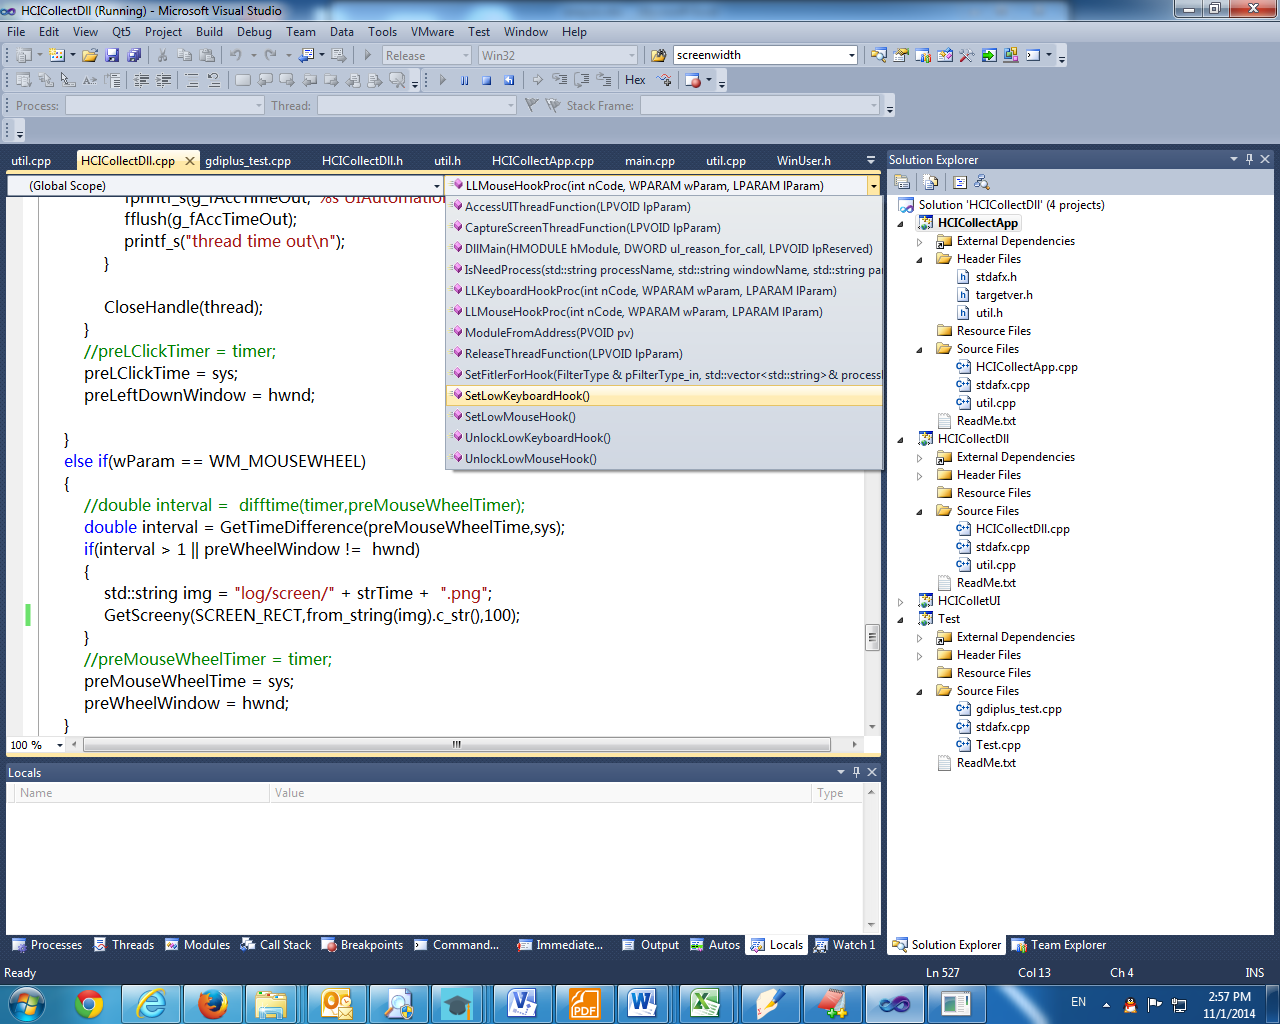 HCICollectDll (Running) - Microsoft Visual Studio
File Edit View Qt5 Project Build Debug Team Data Tools VMware Test Window Help
Release Win32 screenwidth
Hex
Process: Thread: Stack Frame:
util.cpp HCICollectDll.cpp gdiplus_test.cpp HCICollectDll.h util.h HCICollectApp.cpp main.cpp util.cpp WinUser.h
(Global Scope) LLMouseHookProc(int nCode, WPARAM wParam, LPARAM lParam)
fprintf_s(g_fAccTimeOut, "%s UIAutomation
fflush(g_fAccTimeOut);
printf_s("thread time out\n");
}
CloseHandle(thread);
}
//preLClickTimer = timer;
preLClickTime = sys;
preLeftDownWindow = hwnd;
}
else if(wParam == WM_MOUSEWHEEL)
{
//double interval =  difftime(timer,preMouseWheelTimer);
double interval = GetTimeDifference(preMouseWheelTime,sys);
if(interval > 1 || preWheelWindow !=  hwnd)
{
std::string img = "log/screen/" + strTime +  ".png";
GetScreeny(SCREEN_RECT,from_string(img).c_str(),100);
}
//preMouseWheelTimer = timer;
preMouseWheelTime = sys;
preWheelWindow = hwnd;
}
AccessUIThreadFunction(LPVOID lpParam)
CaptureScreenThreadFunction(LPVOID lpParam)
DllMain(HMODULE hModule, DWORD ul_reason_for_call, LPVOID lpReserved)
IsNeedProcess(std::string processName, std::string windowName, std::string pa
LLKeyboardHookProc(int nCode, WPARAM wParam, LPARAM lParam)
LLMouseHookProc(int nCode, WPARAM wParam, LPARAM lParam)
ModuleFromAddress(PVOID pv)
ReleaseThreadFunction(LPVOID lpParam)
SetFitlerForHook(FilterType & pFilterType_in, std::vector<std::string>& process
SetLowKeyboardHook()
SetLowMouseHook()
UnlockLowKeyboardHook()
UnlockLowMouseHook()
100 %
Locals
Name Value Type
Processes Threads Modules Call Stack Breakpoints Command... Immediate... Output Autos Locals Watch 1
Solution Explorer
Solution 'HCICollectDll' (4 projects)
HCICollectApp
External Dependencies
Header Files
stdafx.h
targetver.h
util.h
Resource Files
Source Files
HCICollectApp.cpp
stdafx.cpp
util.cpp
ReadMe.txt
HCICollectDll
External Dependencies
Header Files
Resource Files
Source Files
HCICollectDll.cpp
stdafx.cpp
util.cpp
ReadMe.txt
HCIColletUI
Test
External Dependencies
Header Files
Resource Files
Source Files
gdiplus_test.cpp
stdafx.cpp
Test.cpp
ReadMe.txt
Solution Explorer Team Explorer
Ready Ln 527 Col 13 Ch 4 INS
PDF
EN 2:57 PM
11/1/2014